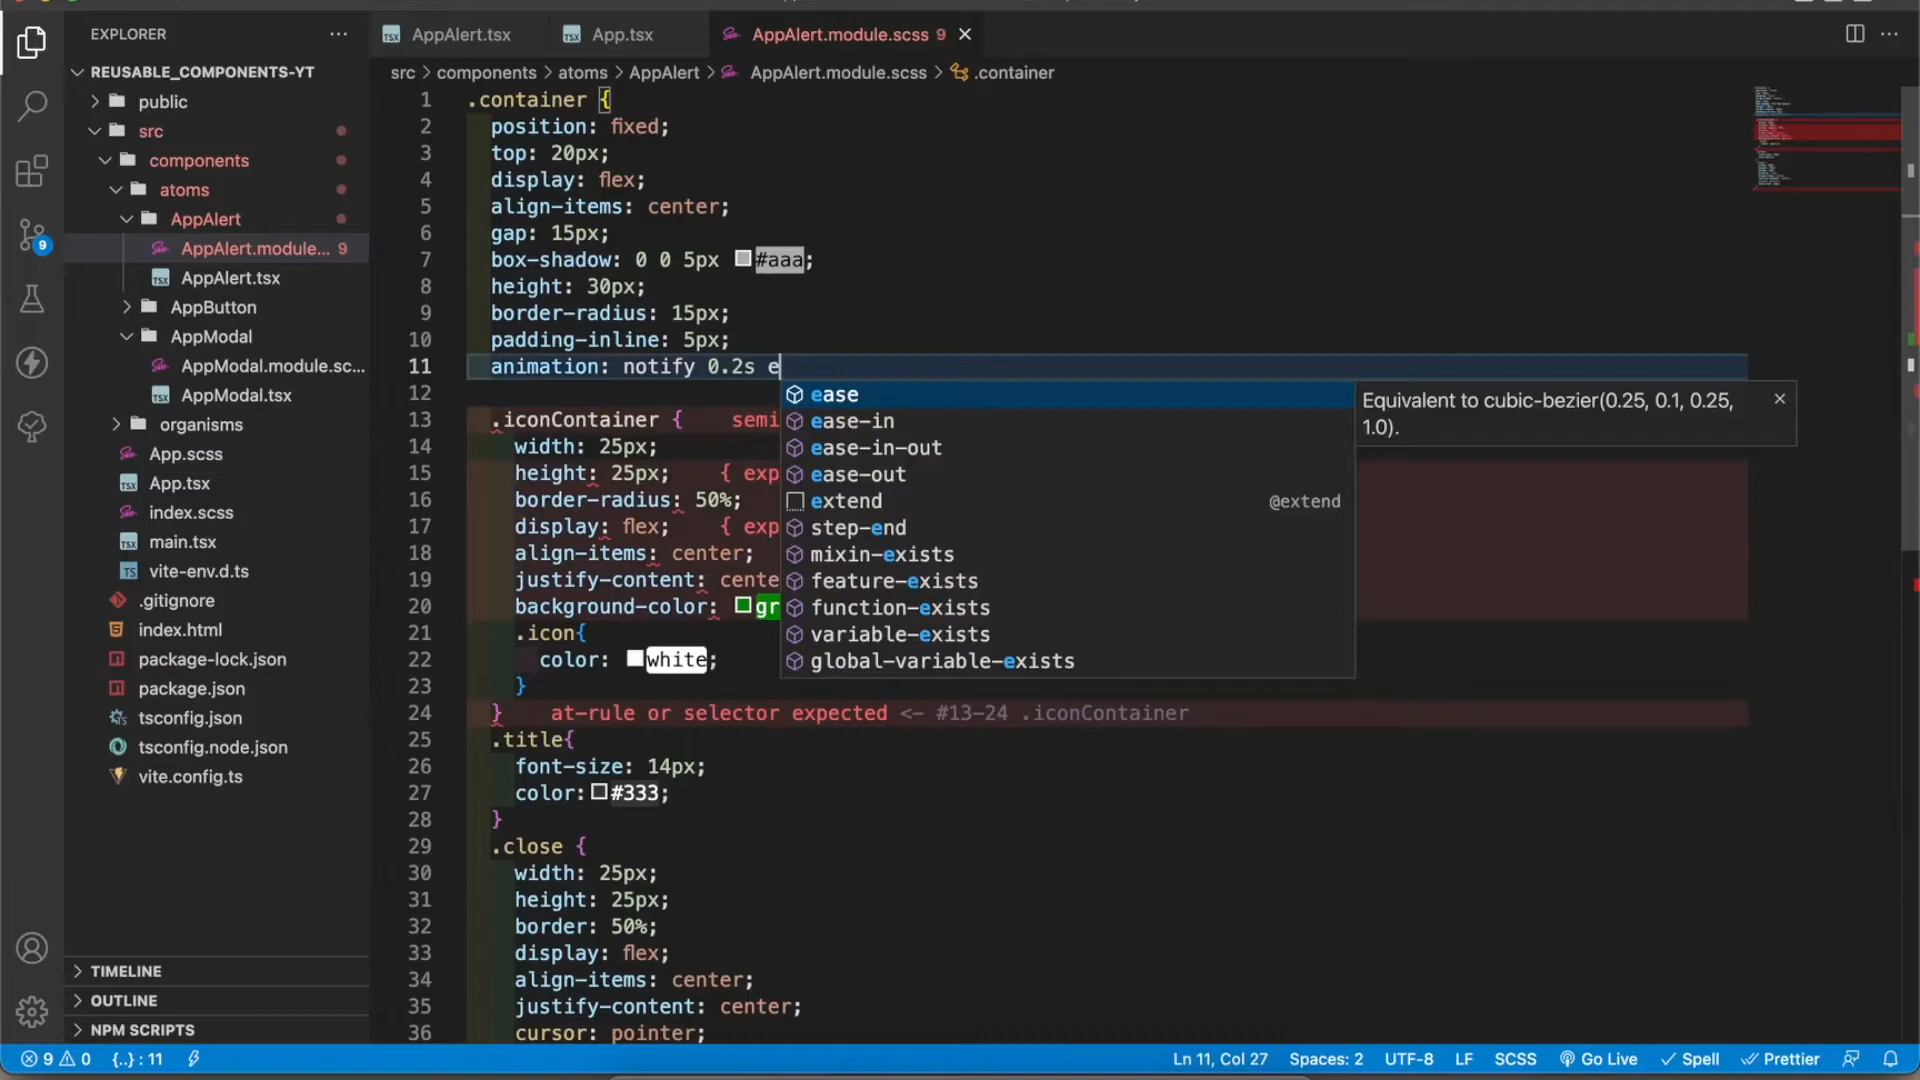 EXPLORER
REUSABLE_COMPONENTS-YT
public
src
components
atoms
AppAlert
AppAlert.module... 9
AppAlert.tsx
AppButton
AppModal
AppModal.module.sc...
AppModal.tsx
organisms
App.scss
App.tsx
index.scss
main.tsx
vite-env.d.ts
.gitignore
index.html
package-lock.json
package.json
tsconfig.json
tsconfig.node.json
vite.config.ts
TIMELINE
OUTLINE
NPM SCRIPTS
9
AppAlert.tsx App.tsx AppAlert.module.scss 9
src > components > atoms > AppAlert > AppAlert.module.scss > .container
1 .container {
2 position: fixed;
3 top: 20px;
4 display: flex;
5 align-items: center;
6 gap: 15px;
7 box-shadow: 0 0 5px #aaa;
8 height: 30px;
9 border-radius: 15px;
10 padding-inline: 5px;
11 animation: notify 0.2s e
12
13 .iconContainer { semi
14 width: 25px;
15 height: 25px; { exp
16 border-radius: 50%;
17 display: flex; { exp
18 align-items: center;
19 justify-content: cente
20 background-color: gr
21 .icon{
22 color: white;
23 }
24 } at-rule or selector expected <- #13-24 .iconContainer
25 .title{
26 font-size: 14px;
27 color: #333;
28 }
29 .close {
30 width: 25px;
31 height: 25px;
32 border: 50%;
33 display: flex;
34 align-items: center;
35 justify-content: center;
36 cursor: pointer;
ease
ease-in
ease-in-out
ease-out
extend @extend
step-end
mixin-exists
feature-exists
function-exists
variable-exists
global-variable-exists
Equivalent to cubic-bezier(0.25, 0.1, 0.25,
1.0).
9 0 {..} : 11 Ln 11, Col 27 Spaces: 2 UTF-8 LF SCSS Go Live Spell Prettier